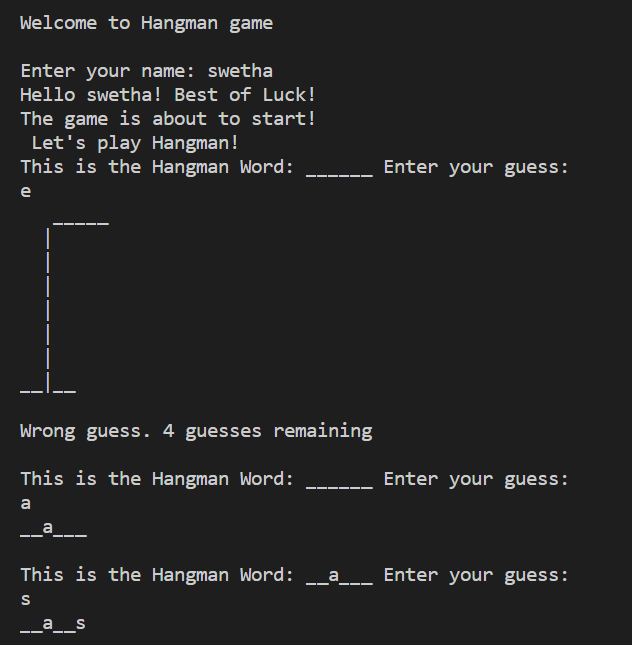 Welcome to Hangman game
Enter your name: swetha
Hello swetha! Best of Luck!
The game is about to start!
 Let's play Hangman!
This is the Hangman Word: ______ Enter your guess:
e
   _____
  |
  |
  |
  |
  |
  |
__|__
Wrong guess. 4 guesses remaining
This is the Hangman Word: ______ Enter your guess:
a
__a___
This is the Hangman Word: __a___ Enter your guess:
s
__a__s